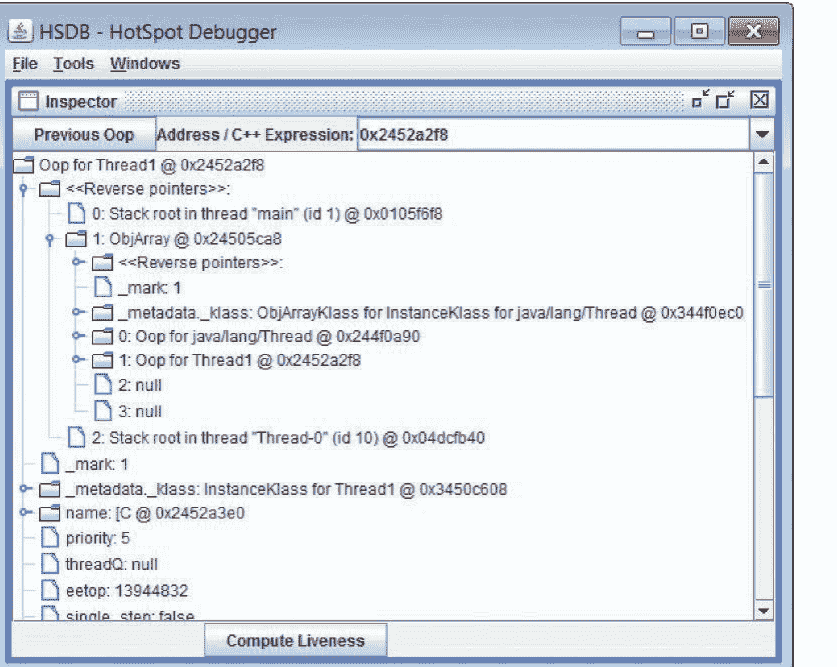 HSDB - HotSpot Debugger
File Tools Windows
Inspector
Previous Oop Address / C++ Expression: 0x2452a2f8
Oop for Thread1 @ 0x2452a2f8
<<Reverse pointers>>:
0: Stack root in thread "main" (id 1) @ 0x0105f6f8
1: ObjArray @ 0x24505ca8
<<Reverse pointers>>:
_mark: 1
_metadata._klass: ObjArrayKlass for InstanceKlass for java/lang/Thread @ 0x344f0ec0
0: Oop for java/lang/Thread @ 0x244f0a90
1: Oop for Thread1 @ 0x2452a2f8
2: null
3: null
2: Stack root in thread "Thread-0" (id 10) @ 0x04dcfb40
_mark: 1
_metadata._klass: InstanceKlass for Thread1 @ 0x3450c608
name: [C @ 0x2452a3e0
priority: 5
threadQ: null
eetop: 13944832
single_step: false
Compute Liveness